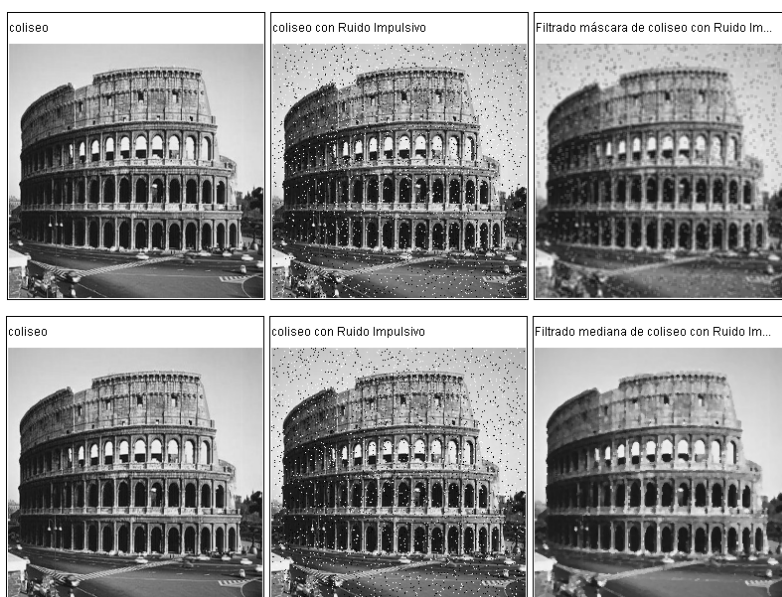 coliseo
coliseo con Ruido Impulsivo
Filtrado máscara de coliseo con Ruido Im...
coliseo
coliseo con Ruido Impulsivo
Filtrado mediana de coliseo con Ruido Im...